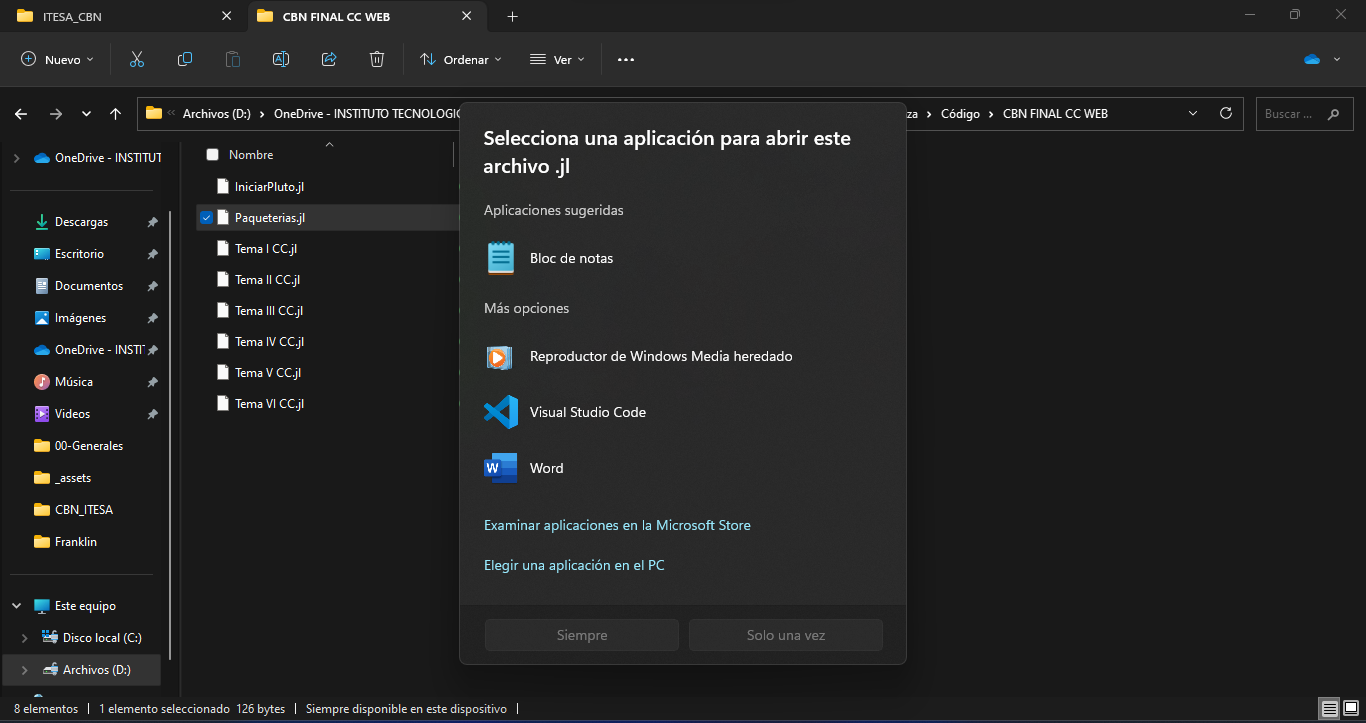 ITESA_CBN
CBN FINAL CC WEB
Nuevo
Ordenar
Ver
Archivos (D:)
OneDrive - INSTITUTO TECNOLOGIC
Código
CBN FINAL CC WEB
Buscar ...
OneDrive - INSTITUT
Descargas
Escritorio
Documentos
Imágenes
OneDrive - INSTIT
Música
Videos
00-Generales
_assets
CBN_ITESA
Franklin
Este equipo
Disco local (C:)
Archivos (D:)
Nombre
IniciarPluto.jl
Paqueterias.jl
Tema I CC.jl
Tema II CC.jl
Tema III CC.jl
Tema IV CC.jl
Tema V CC.jl
Tema VI CC.jl
Selecciona una aplicación para abrir este
archivo .jl
Aplicaciones sugeridas
Bloc de notas
Más opciones
Reproductor de Windows Media heredado
Visual Studio Code
Word
Examinar aplicaciones en la Microsoft Store
Elegir una aplicación en el PC
Siempre
Solo una vez
8 elementos
1 elemento seleccionado 126 bytes
Siempre disponible en este dispositivo